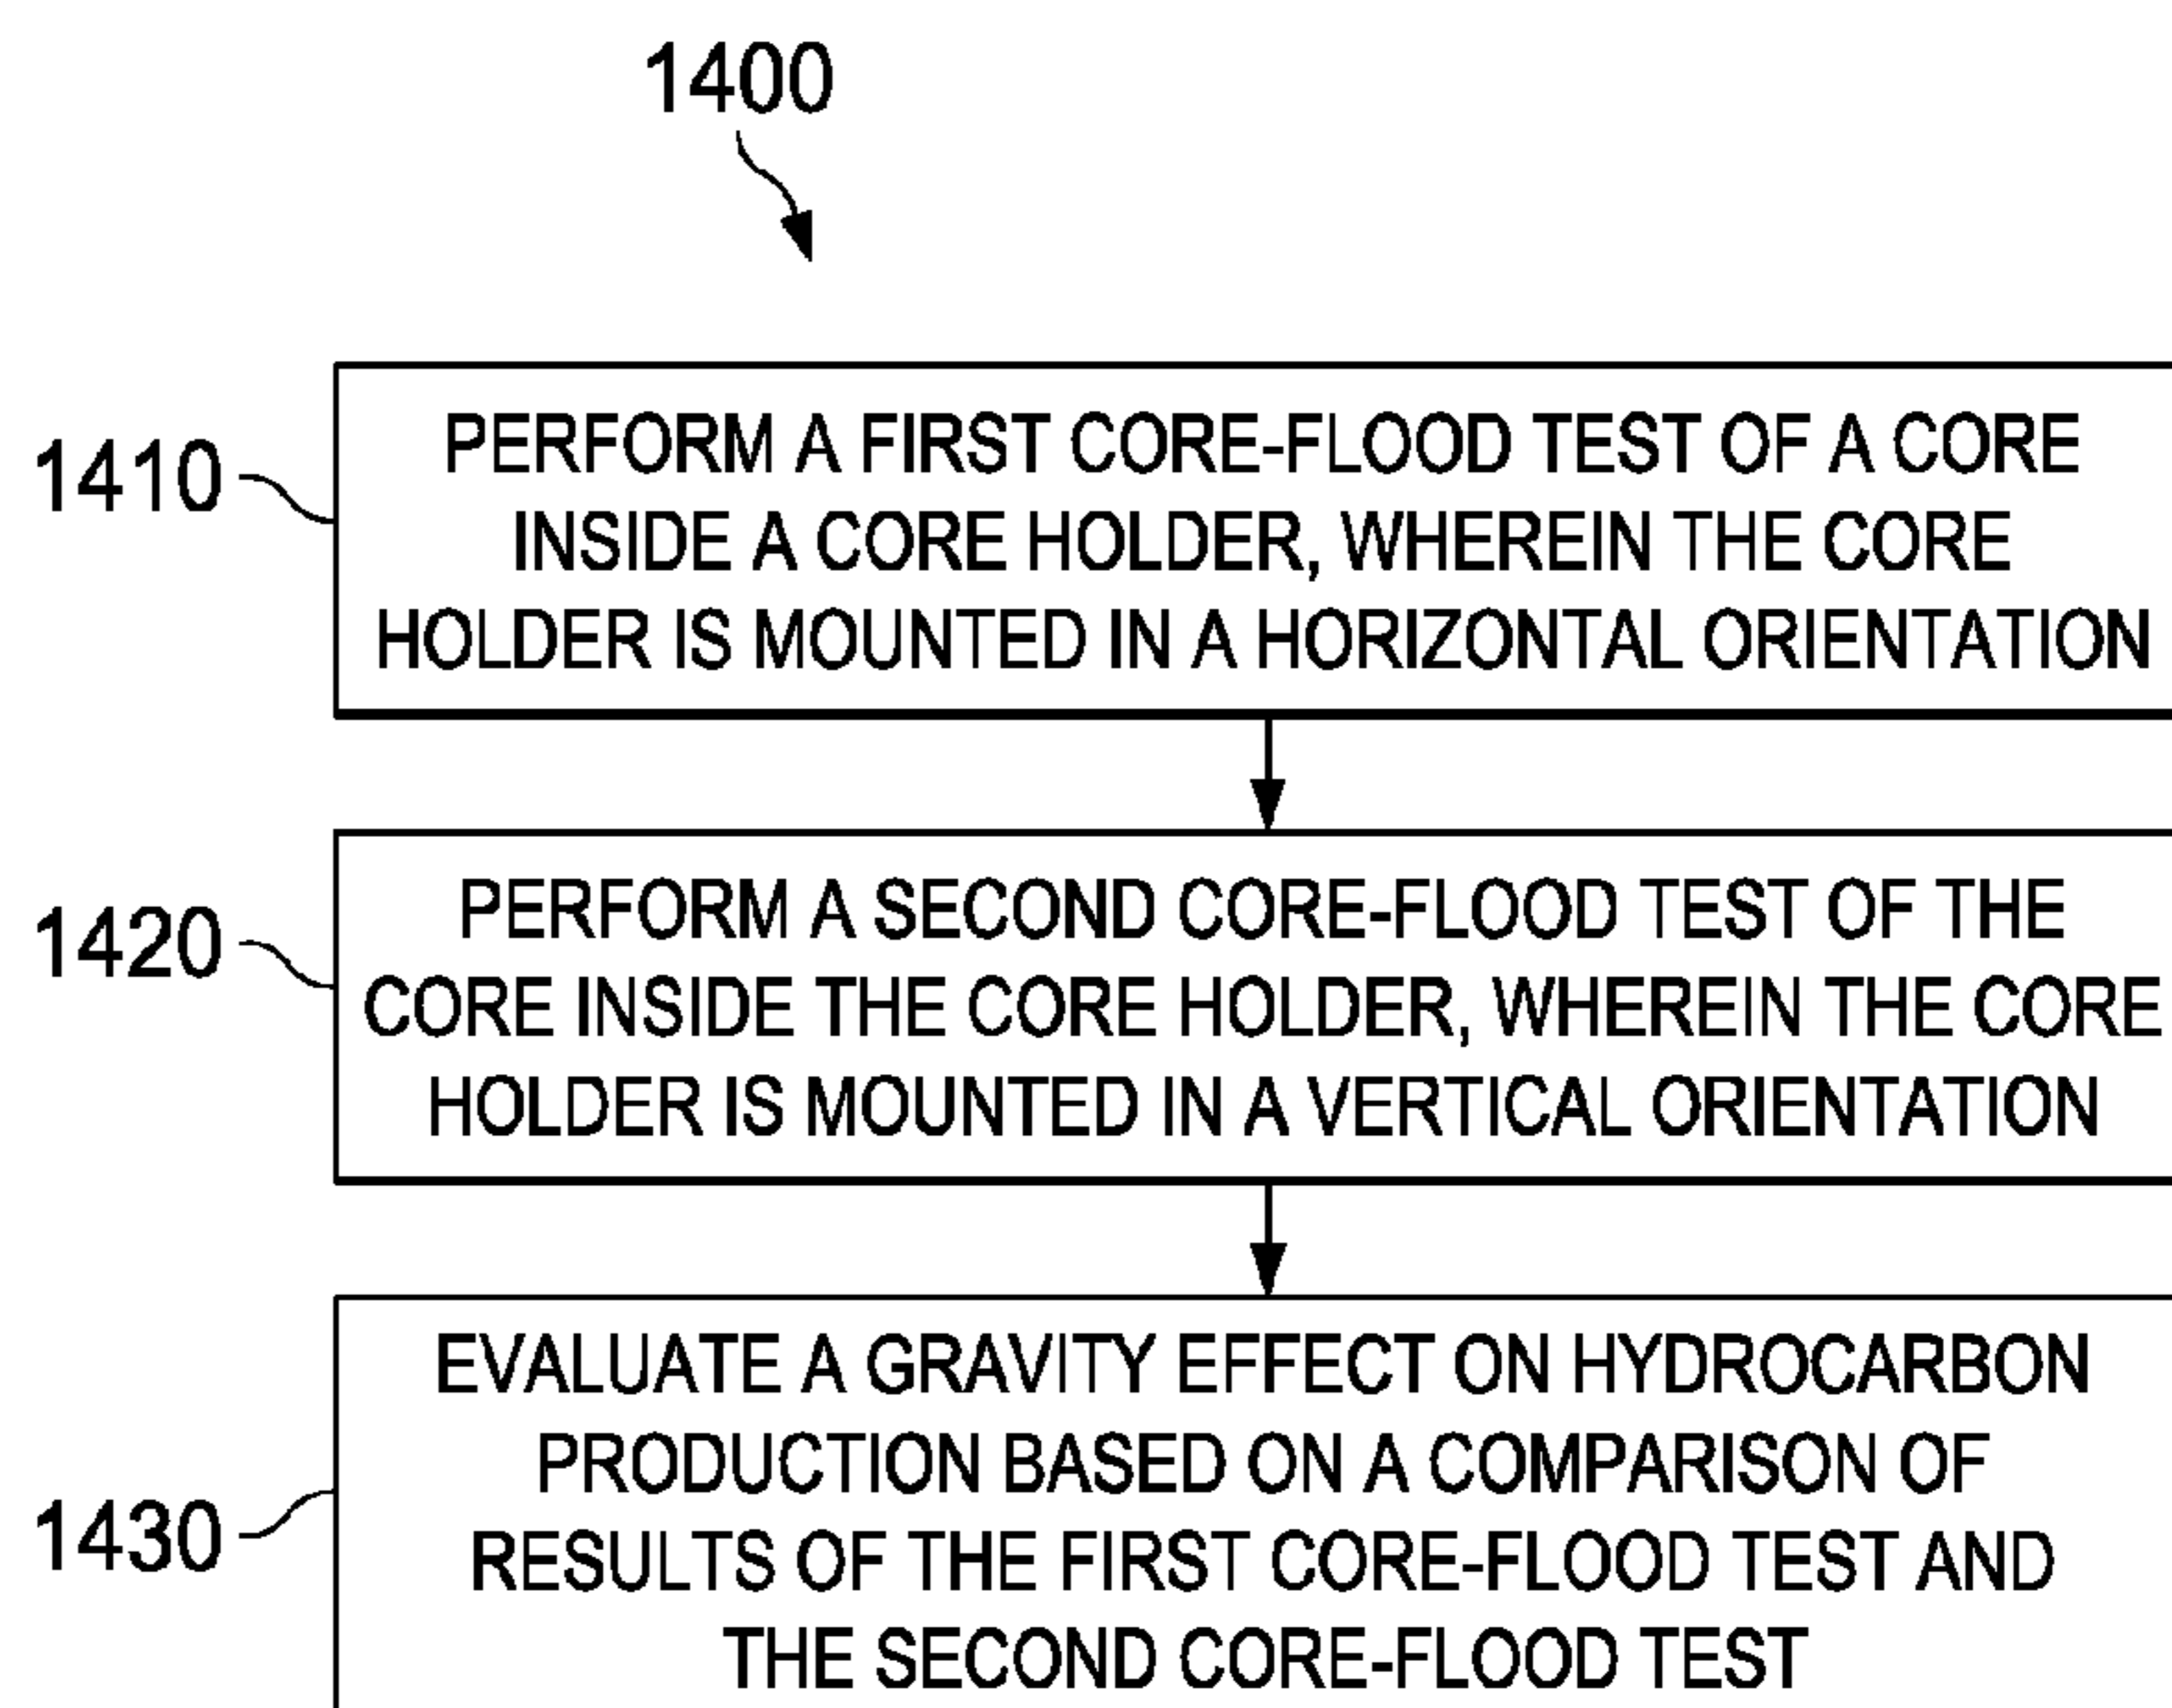 1400
1410
PERFORM A FIRST CORE-FLOOD TEST OF A CORE
INSIDE A CORE HOLDER, WHEREIN THE CORE
HOLDER IS MOUNTED IN A HORIZONTAL ORIENTATION
1420
PERFORM A SECOND CORE-FLOOD TEST OF THE
CORE INSIDE THE CORE HOLDER, WHEREIN THE CORE
HOLDER IS MOUNTED IN A VERTICAL ORIENTATION
1430
EVALUATE A GRAVITY EFFECT ON HYDROCARBON
PRODUCTION BASED ON A COMPARISON OF
RESULTS OF THE FIRST CORE-FLOOD TEST AND
THE SECOND CORE-FLOOD TEST